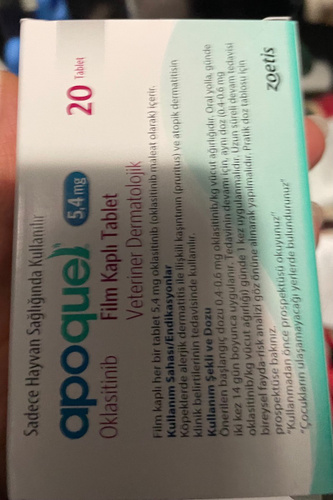 Sadece Hayvan Sağlığında Kullanılır
apoquel
5,4 mg
20 Tablet
Oklasitinib Film Kaplı Tablet
Veteriner Dermatolojik
Film kaplı her bir tablet 5,4 mg oklasitinib (oklasitinib maleat olarak) içerir.
Kullanım Sahası/Endikasyonlar
Köpeklerde alerjik dermatitler ile ilişkili kaşıntının (pruritus) ve atopik dermatitisin
klinik belirtilerinin tedavisinde kullanılır.
Kullanım Şekli ve Dozu
Önerilen başlangıç dozu 0.4-0.6 mg oklasitinib/kg vücut ağırlığıdır. Oral yolla, günde
iki kez 14 gün boyunca uygulanır. Tedavinin devamı için, aynı doz (0.4-0.6 mg
oklasitinib/kg vücut ağırlığı) günde 1 kez uygulanmalıdır. Uzun süreli devam tedavisi
bireysel fayda-risk analizi göz önüne alınarak yapılmalıdır. Pratik doz tablosu için
prospektüse bakınız.
"Kullanmadan önce prospektüsü okuyunuz"
"Çocukların ulaşamayacağı yerlerde bulundurunuz"
zoetis